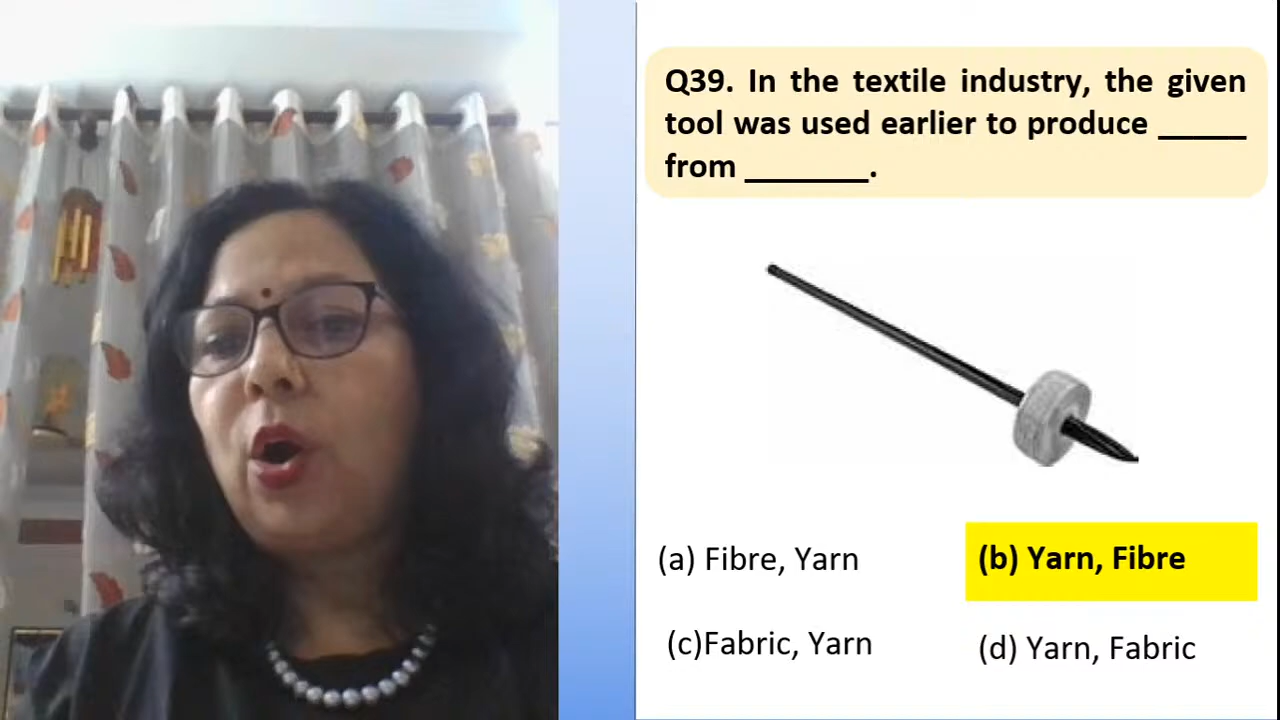 Q39. In the textile industry, the given
tool was used earlier to produce ______
from ________.
(a) Fibre, Yarn
(b) Yarn, Fibre
(c)Fabric, Yarn
(d) Yarn, Fabric